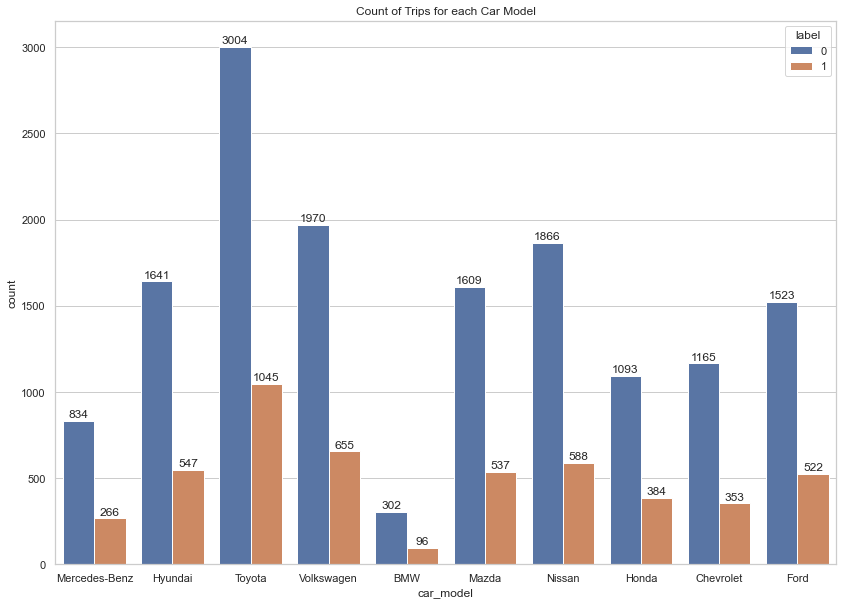 Count of Trips for each Car Model
label
0
1
3000
2500
2000
1500
1000
500
0
count
834
266
1641
547
3004
1045
1970
655
302
96
1609
537
1866
588
1093
384
1165
353
1523
522
Mercedes-Benz
Hyundai
Toyota
Volkswagen
BMW
Mazda
Nissan
Honda
Chevrolet
Ford
car_model